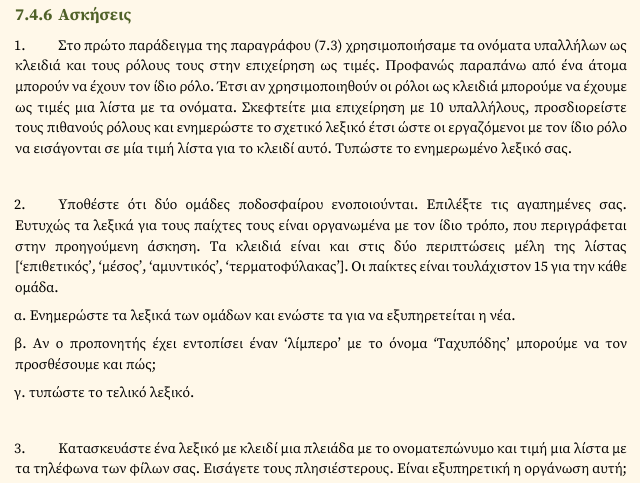 7.4.6 Ασκήσεις
1. Στο πρώτο παράδειγμα της παραγράφου (7.3) χρησιμοποιήσαμε τα ονόματα υπαλλήλων ως
κλειδιά και τους ρόλους τους στην επιχείρηση ως τιμές. Προφανώς παραπάνω από ένα άτομα
μπορούν να έχουν τον ίδιο ρόλο. Έτσι αν χρησιμοποιηθούν οι ρόλοι ως κλειδιά μπορούμε να έχουμε
ως τιμές μια λίστα με τα ονόματα. Σκεφτείτε μια επιχείρηση με 10 υπαλλήλους, προσδιορείστε
τους πιθανούς ρόλους και ενημερώστε το σχετικό λεξικό έτσι ώστε οι εργαζόμενοι με τον ίδιο ρόλο
να εισάγονται σε μία τιμή λίστα για το κλειδί αυτό. Τυπώστε το ενημερωμένο λεξικό σας.
2. Υποθέστε ότι δύο ομάδες ποδοσφαίρου ενοποιούνται. Επιλέξτε τις αγαπημένες σας.
Ευτυχώς τα λεξικά για τους παίχτες τους είναι οργανωμένα με τον ίδιο τρόπο, που περιγράφεται
στην προηγούμενη άσκηση. Τα κλειδιά είναι και στις δύο περιπτώσεις μέλη της λίστας
[‘επιθετικός’, ‘μέσος’, ‘αμυντικός’, ‘τερματοφύλακας’]. Οι παίκτες είναι τουλάχιστον 15 για την κάθε
ομάδα.
α. Ενημερώστε τα λεξικά των ομάδων και ενώστε τα για να εξυπηρετείται η νέα.
β. Αν ο προπονητής έχει εντοπίσει έναν ‘λίμπερο’ με το όνομα ‘Ταχυπόδης’ μπορούμε να τον
προσθέσουμε και πώς;
γ. τυπώστε το τελικό λεξικό.
3. Κατασκευάστε ένα λεξικό με κλειδί μια πλειάδα με το ονοματεπώνυμο και τιμή μια λίστα με
τα τηλέφωνα των φίλων σας. Εισάγετε τους πλησιέστερους. Είναι εξυπηρετική η οργάνωση αυτή;